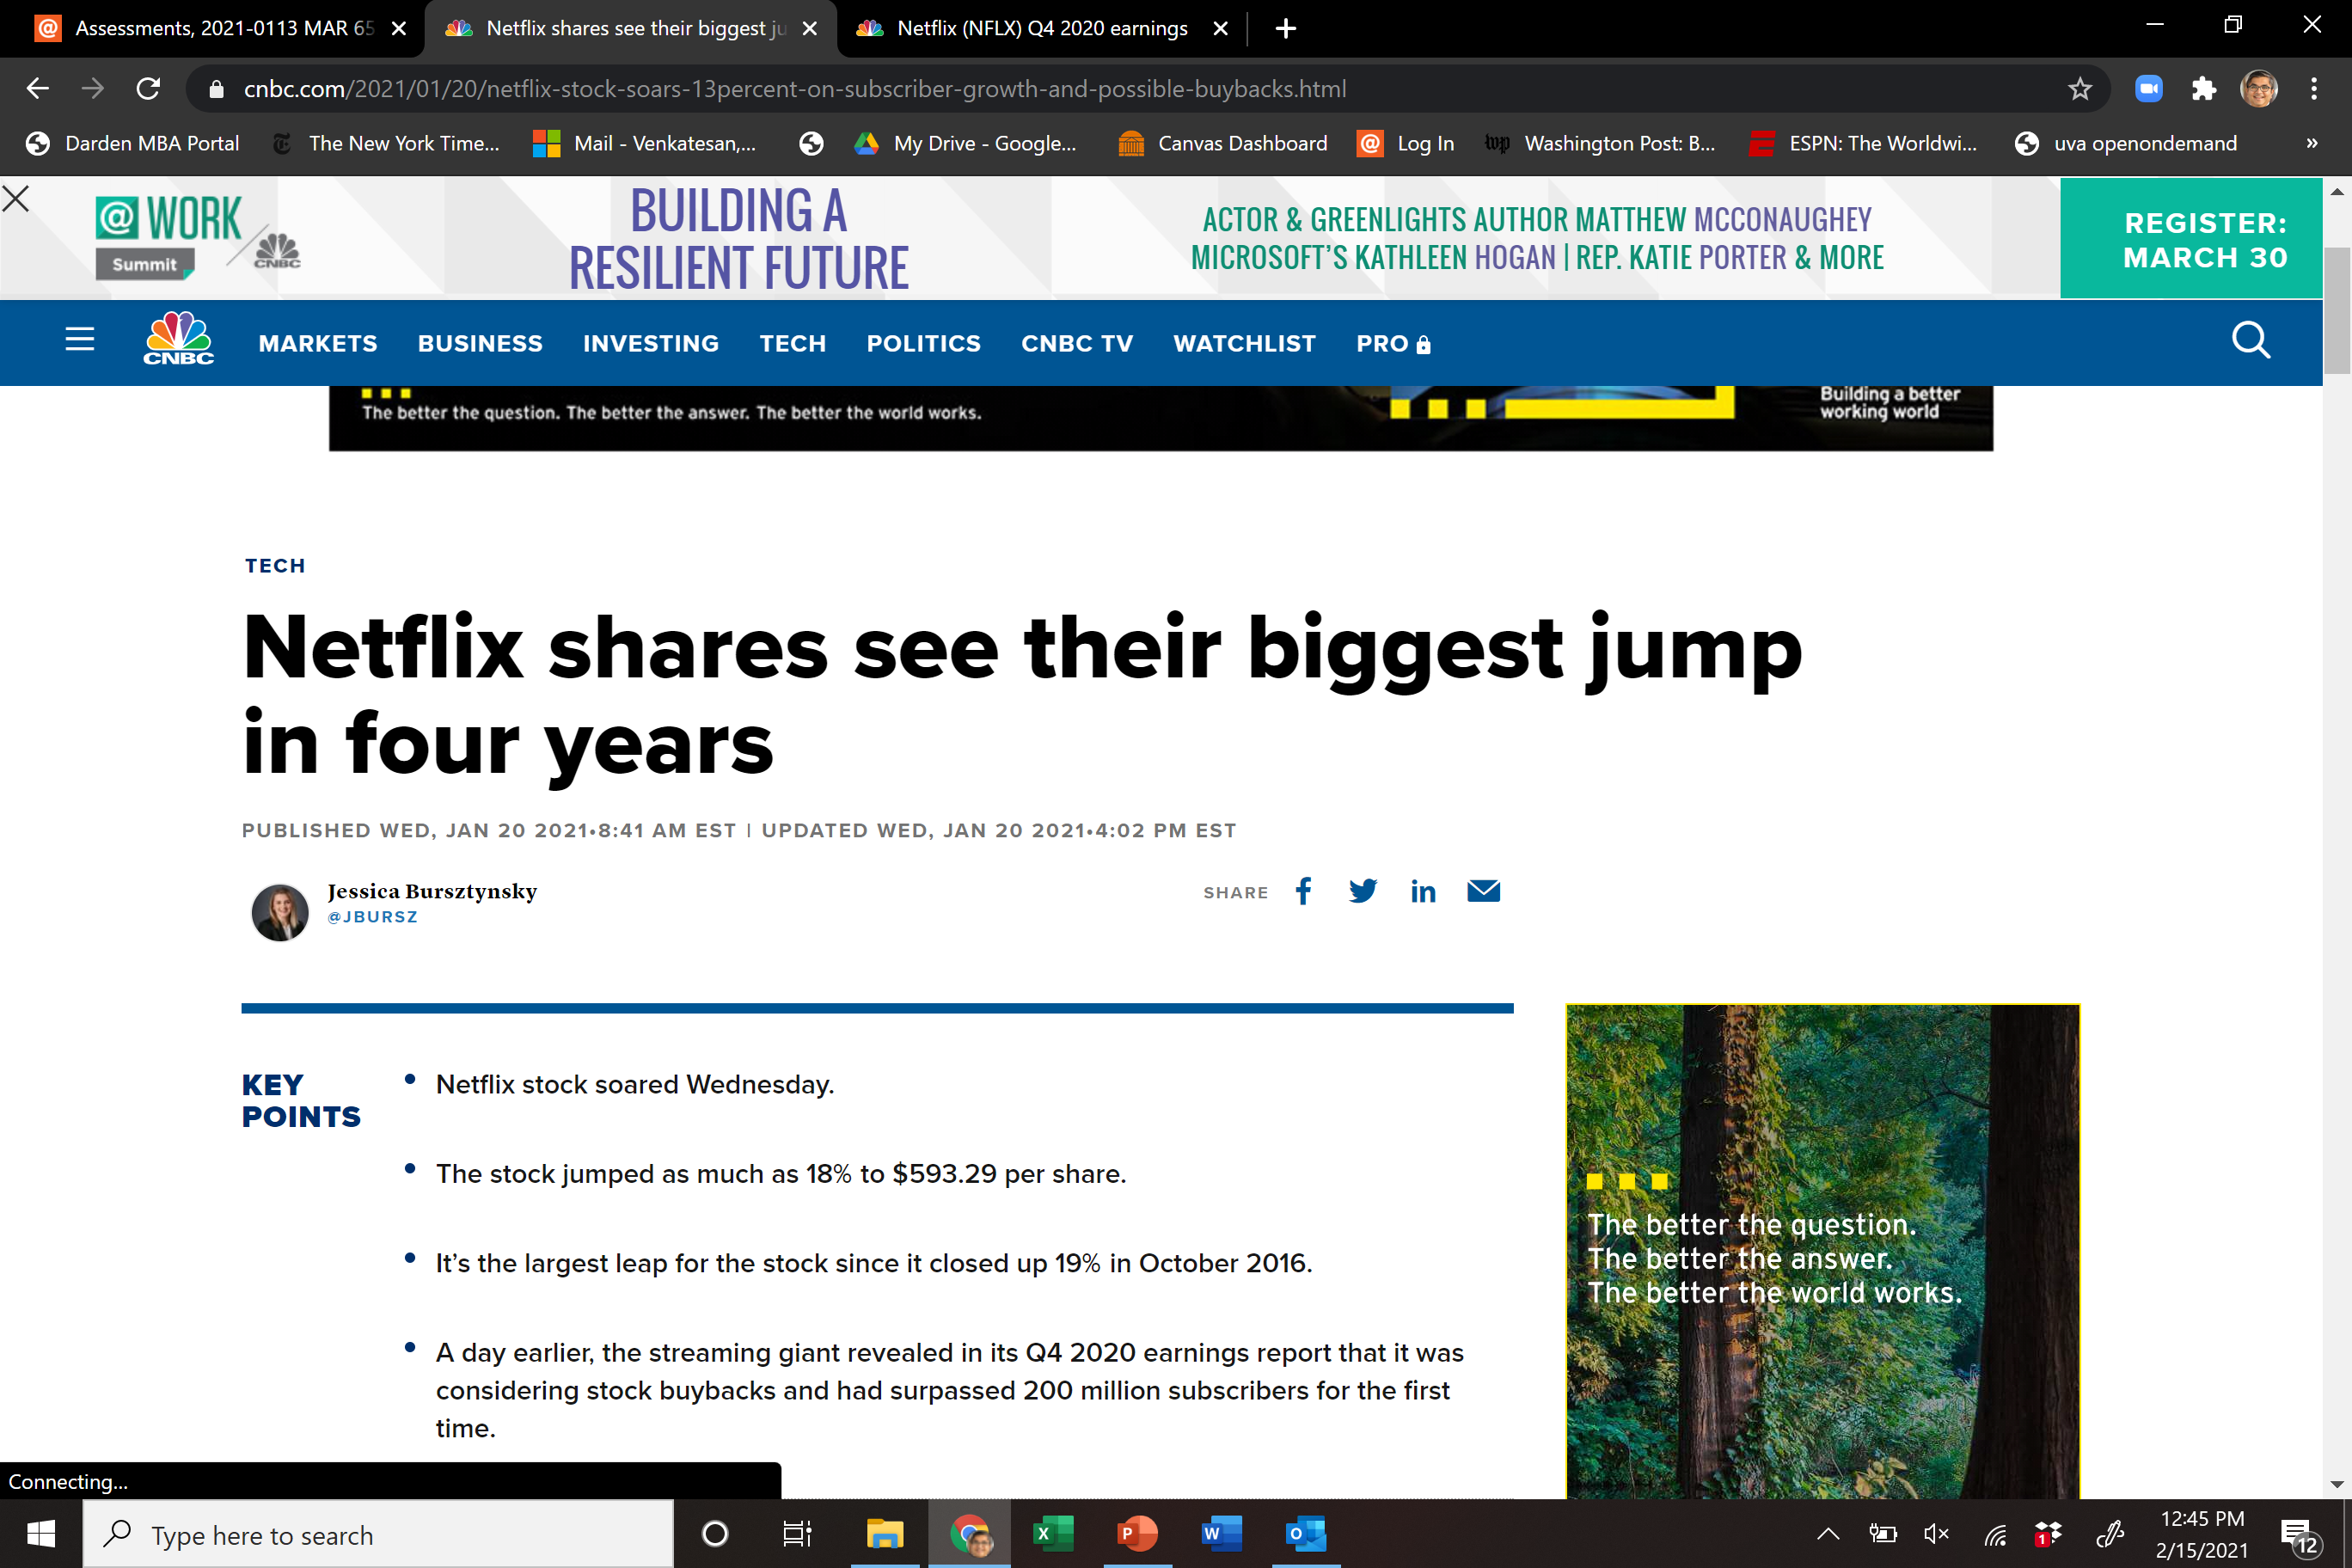 Assessments, 2021-0113 MAR 65
Netflix shares see their biggest ju
Netflix (NFLX) Q4 2020 earnings
cnbc.com/2021/01/20/netflix-stock-soars-13percent-on-subscriber-growth-and-possible-buybacks.html
Darden MBA Portal
The New York Time...
Mail - Venkatesan,...
My Drive - Google...
Canvas Dashboard
Log In
Washington Post: B...
ESPN: The Worldwi...
uva openondemand
@ WORK
Summit
CNBC
BUILDING A
RESILIENT FUTURE
ACTOR & GREENLIGHTS AUTHOR MATTHEW MCCONAUGHEY
MICROSOFT'S KATHLEEN HOGAN | REP. KATIE PORTER & MORE
REGISTER:
MARCH 30
CNBC
MARKETS BUSINESS INVESTING TECH POLITICS CNBC TV WATCHLIST PRO
The better the question. The better the answer. The better the world works.
Building a better
working world
TECH
Netflix shares see their biggest jump
in four years
PUBLISHED WED, JAN 20 2021•8:41 AM EST | UPDATED WED, JAN 20 2021•4:02 PM EST
Jessica Bursztynsky
@JBURSZ
SHARE
KEY
POINTS
Netflix stock soared Wednesday.
The stock jumped as much as 18% to $593.29 per share.
It's the largest leap for the stock since it closed up 19% in October 2016.
A day earlier, the streaming giant revealed in its Q4 2020 earnings report that it was
considering stock buybacks and had surpassed 200 million subscribers for the first
time.
The better the question.
The better the answer.
The better the world works.
Connecting...
Type here to search
12:45 PM
2/15/2021
1
12